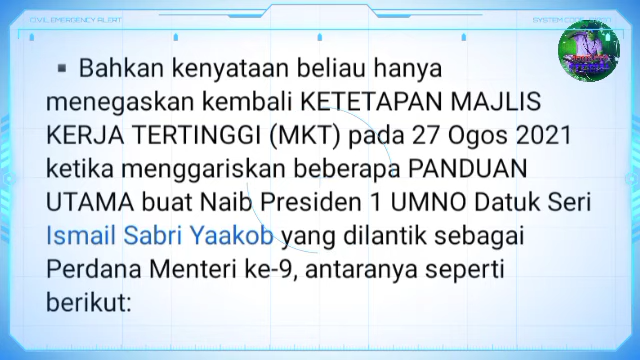 CIVIL EMERGENCY ALERT
▪ Bahkan kenyataan beliau hanya
menegaskan kembali KETETAPAN MAJLIS
KERJA TERTINGGI (MKT) pada 27 Ogos 2021
ketika menggariskan beberapa PANDUAN
UTAMA buat Naib Presiden 1 UMNO Datuk Seri
Ismail Sabri Yaakob yang dilantik sebagai
Perdana Menteri ke-9, antaranya seperti
berikut: